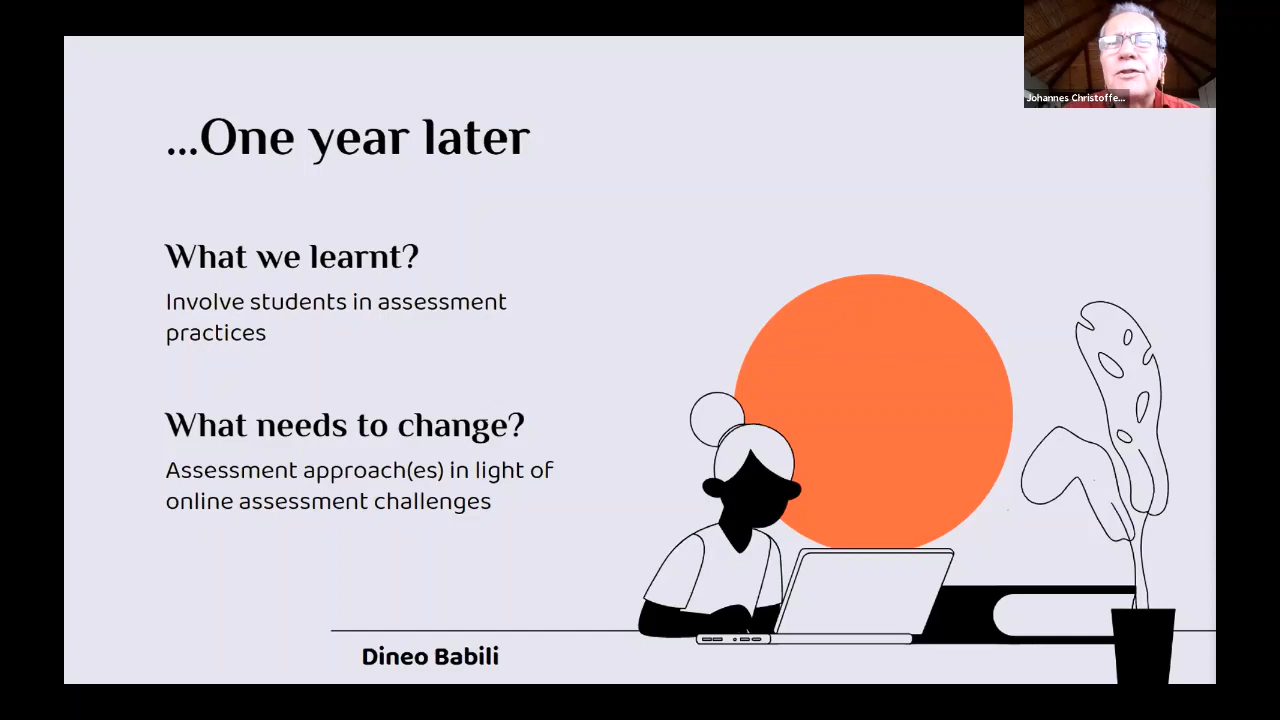 ...One year later
What we learnt?
Involve students in assessment
practices
What needs to change?
Assessment approach(es) in light of
online assessment challenges
Dineo Babili
Johannes Christoffe...